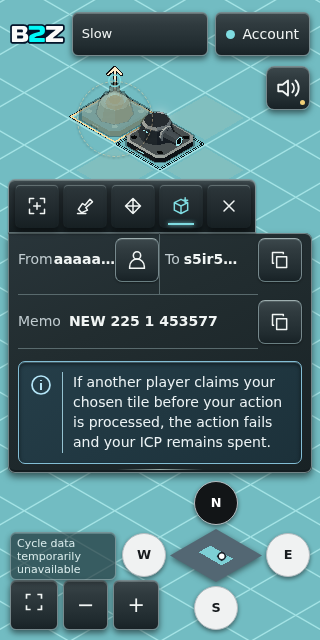 B2Z
Slow
Account
From aaaaa... To s5ir5...
Memo NEW 225 1 453577
If another player claims your
chosen tile before your action
is processed, the action fails
and your ICP remains spent.
N
Cycle data
temporarily
unavailable
W
E
S